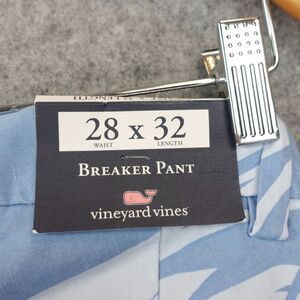 28 x 32
WAIST LENGTH
BREAKER PANT
vineyard vines®